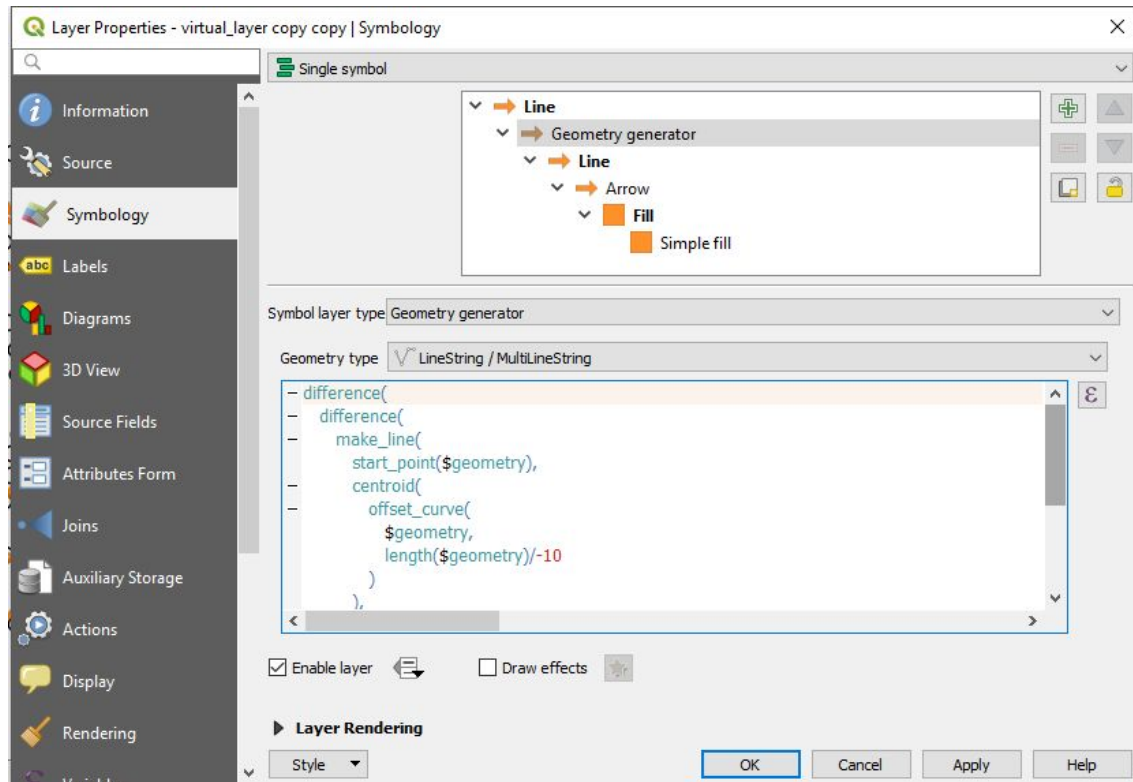 Layer Properties - virtual_layer copy copy | Symbology
Information
Source
Symbology
abc Labels
Diagrams
3D View
Source Fields
Attributes Form
Joins
Auxiliary Storage
Actions
Display
Rendering
Single symbol
Line
Geometry generator
Line
Arrow
Fill
Simple fill
Symbol layer type Geometry generator
Geometry type LineString / MultiLineString
difference(
difference(
make_line(
start_point($geometry),
centroid(
offset_curve(
$geometry,
length($geometry)/-10
)
),
ε
Enable layer
Draw effects
Layer Rendering
Style
OK
Cancel
Apply
Help